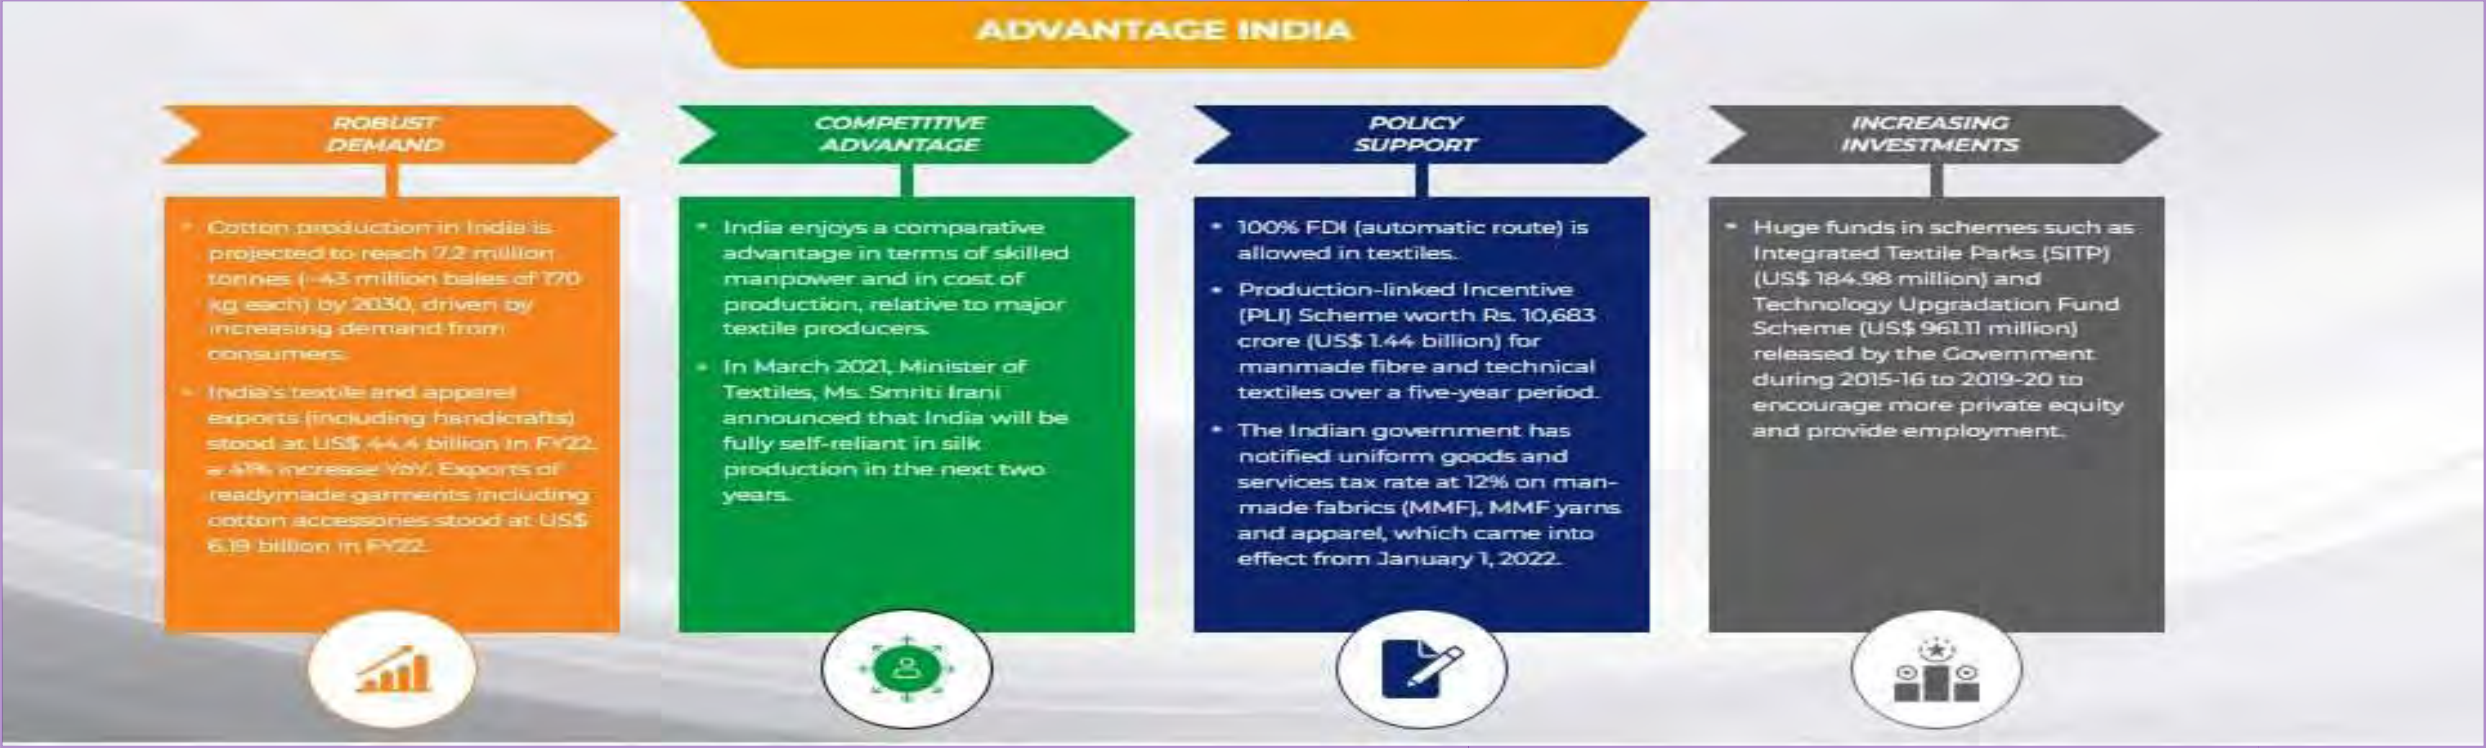 ADVANTAGE INDIA
ROBUST
DEMAND
• Cotton production in India is
projected to reach 7.2 million
tonnes (~43 million bales of 170
kg each) by 2030, driven by
increasing demand from
consumers.
• India's textile and apparel
exports (including handicrafts)
stood at US$ 44.4 billion in FY22,
a 41% increase YoY. Exports of
readymade garments including
cotton accessories stood at US$
6.19 billion in FY22.
COMPETITIVE
ADVANTAGE
• India enjoys a comparative
advantage in terms of skilled
manpower and in cost of
production, relative to major
textile producers.
• In March 2021, Minister of
Textiles, Ms. Smriti Irani
announced that India will be
fully self-reliant in silk
production in the next two
years.
POLICY
SUPPORT
• 100% FDI (automatic route) is
allowed in textiles.
• Production-linked Incentive
(PLI) Scheme worth Rs. 10,683
crore (US$ 1.44 billion) for
manmade fibre and technical
textiles over a five-year period.
• The Indian government has
notified uniform goods and
services tax rate at 12% on man-
made fabrics (MMF), MMF yarns
and apparel, which came into
effect from January 1, 2022.
INCREASING
INVESTMENTS
• Huge funds in schemes such as
Integrated Textile Parks (SITP)
(US$ 184.98 million) and
Technology Upgradation Fund
Scheme (US$ 961.11 million)
released by the Government
during 2015-16 to 2019-20 to
encourage more private equity
and provide employment.